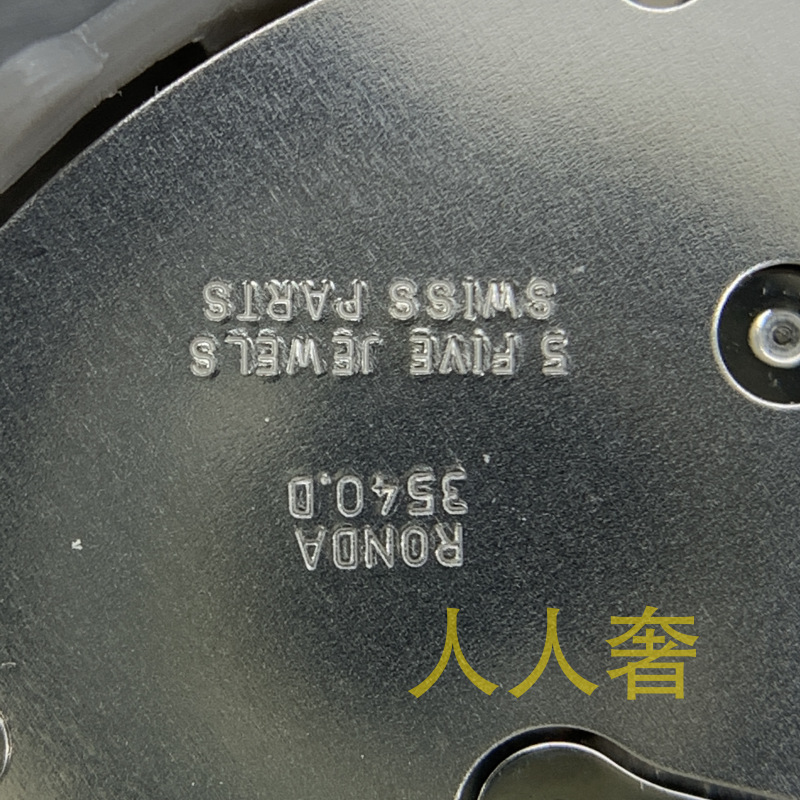 RONDA
3540.D
5 FIVE JEWELS
SWISS PARTS
人人奢